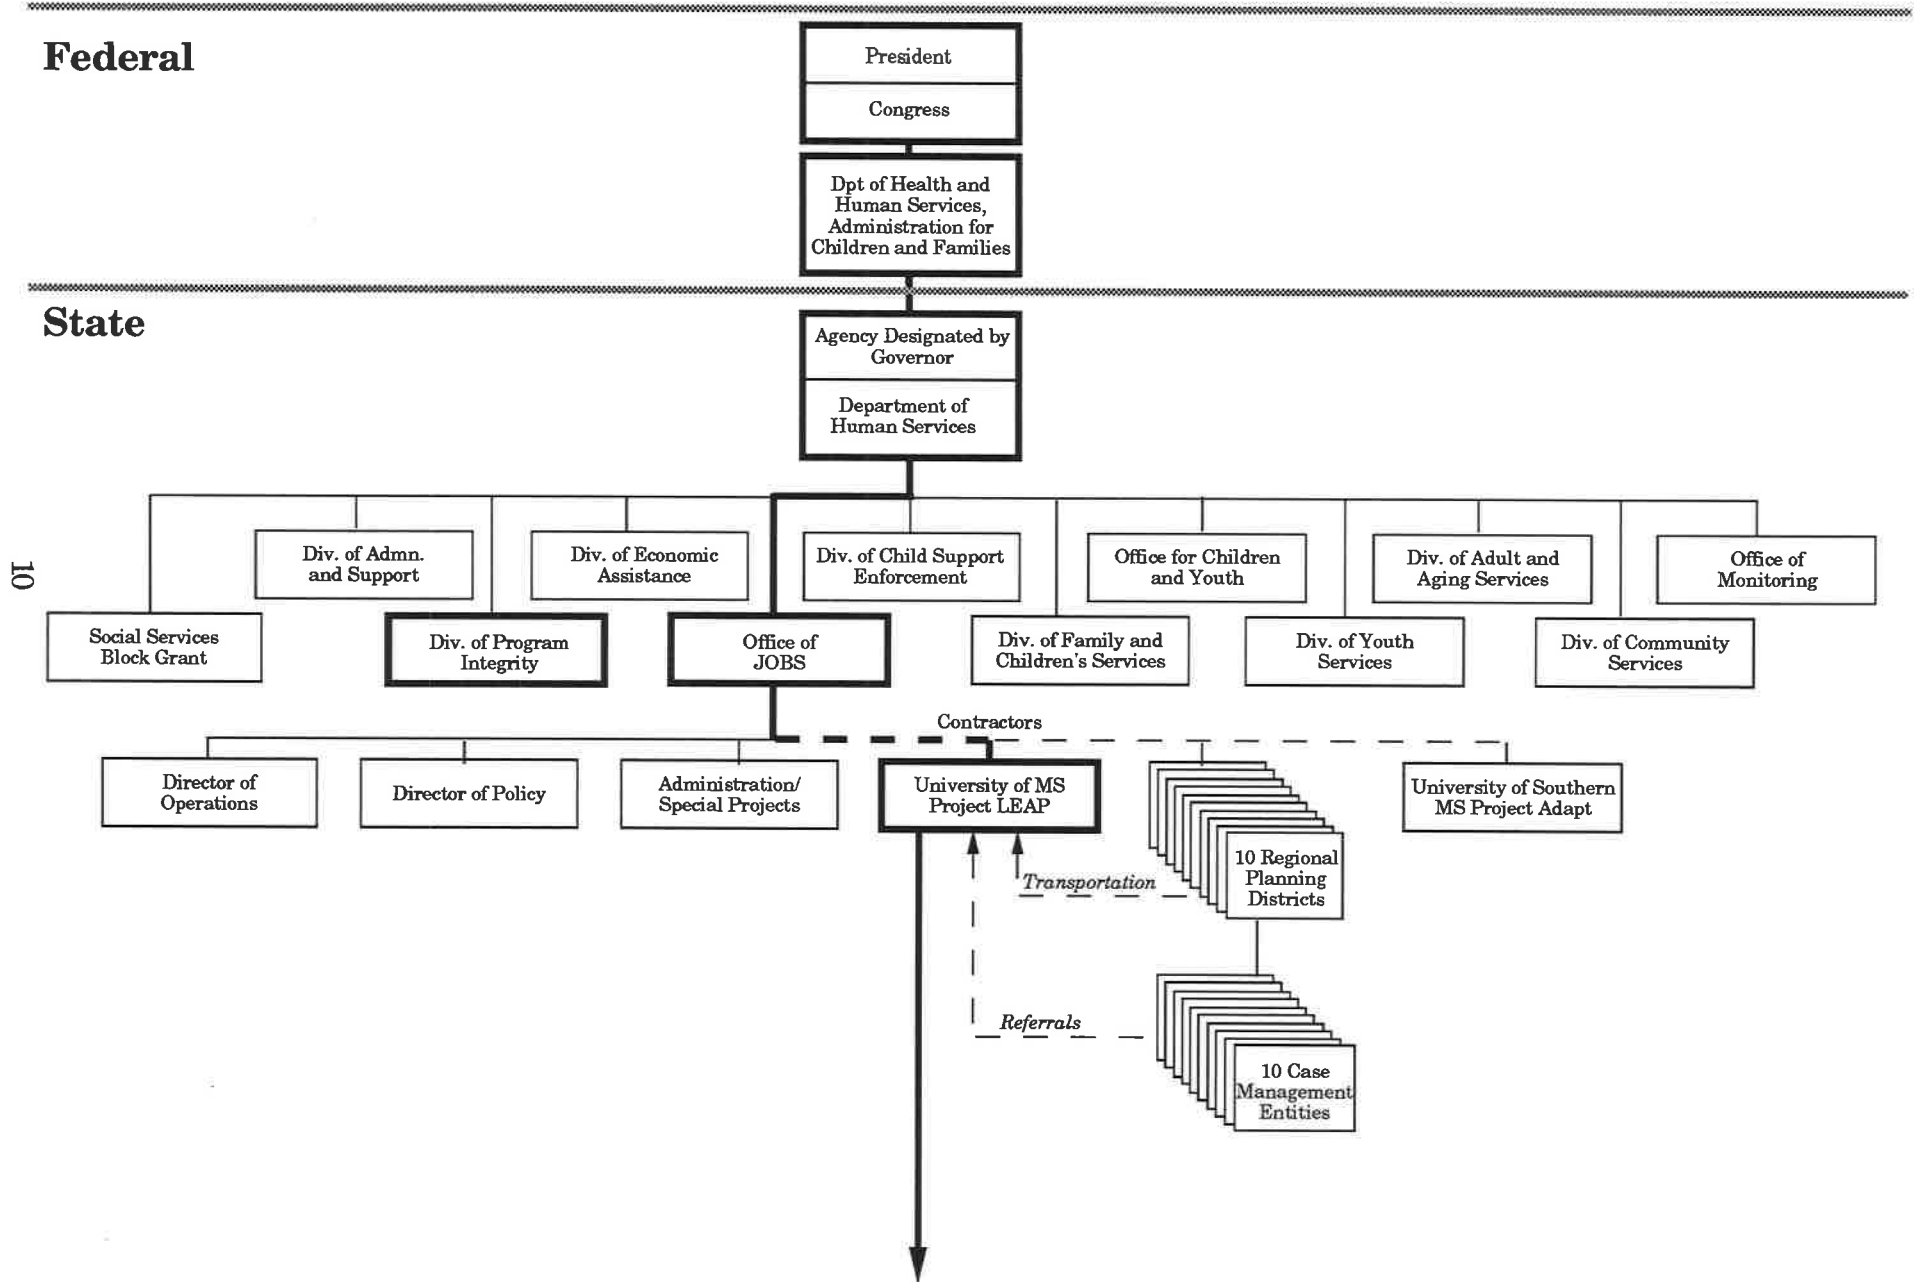 Federal
President
Congress
Dpt of Health and
Human Services,
Administration for
Children and Families
State
Agency Designated by
Governor
Department of
Human Services
Div. of Admn.
and Support
Div. of Economic
Assistance
Div. of Child Support
Enforcement
Office for Children
and Youth
Div. of Adult and
Aging Services
Office of
Monitoring
Social Services
Block Grant
Div. of Program
Integrity
Office of
JOBS
Div. of Family and
Children's Services
Div. of Youth
Services
Div. of Community
Services
Contractors
Director of
Operations
Director of Policy
Administration/
Special Projects
University of MS
Project LEAP
University of Southern
MS Project Adapt
10 Regional
Planning
Districts
Transportation
Referrals
10 Case
Management
Entities
10